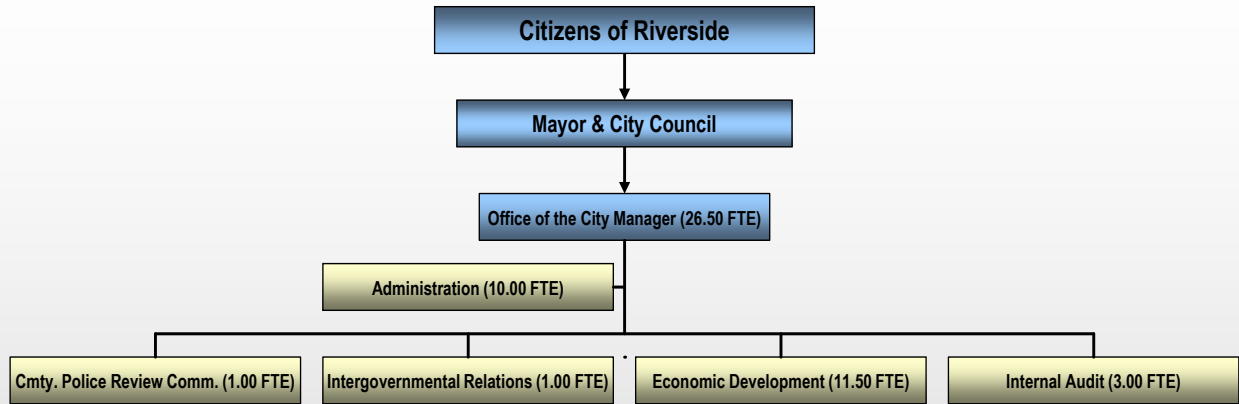 Citizens of Riverside
Mayor & City Council
Office of the City Manager (26.50 FTE)
Administration (10.00 FTE)
Cmty. Police Review Comm. (1.00 FTE)
Intergovernmental Relations (1.00 FTE)
Economic Development (11.50 FTE)
Internal Audit (3.00 FTE)